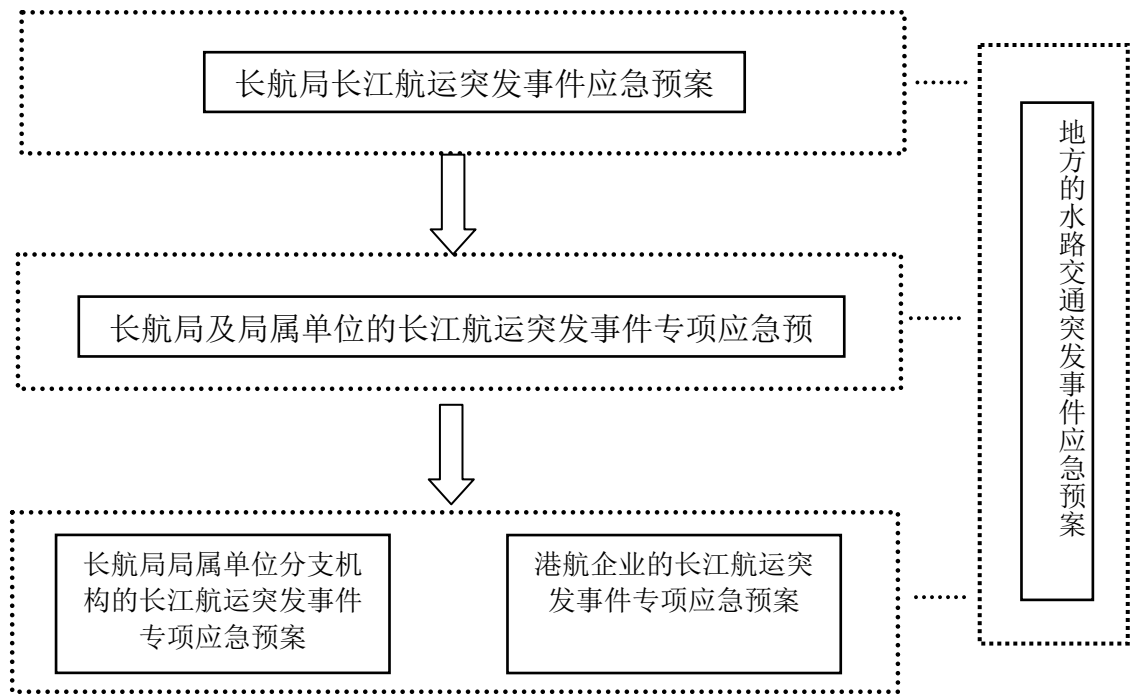 长航局长江航运突发事件应急预案
长航局及局属单位的长江航运突发事件专项应急预
长航局局属单位分支机
构的长江航运突发事件
专项应急预案
港航企业的长江航运突
发事件专项应急预案
地方的水路交通突发事件应急预案